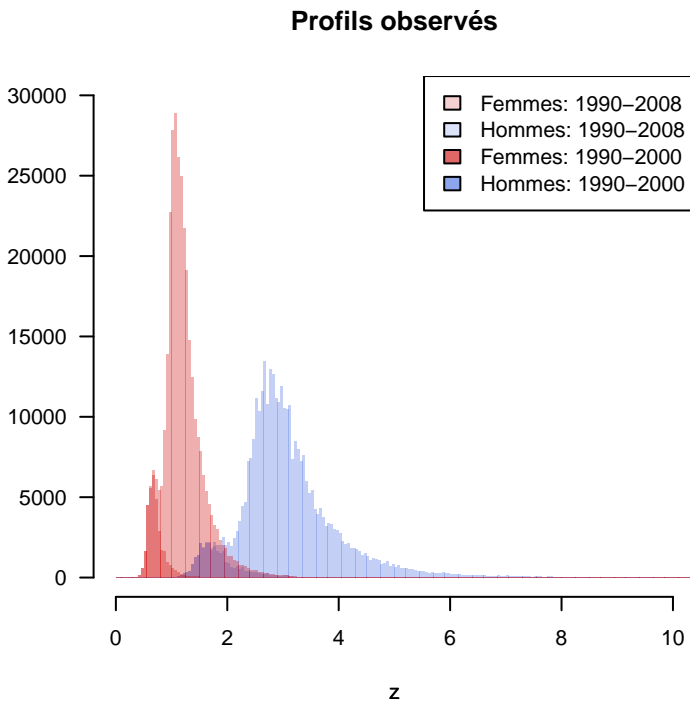 Profils observés
Femmes: 1990−2008
Hommes: 1990−2008
Femmes: 1990−2000
Hommes: 1990−2000
30000
25000
20000
15000
10000
5000
0
0 2 4 6 8 10
z